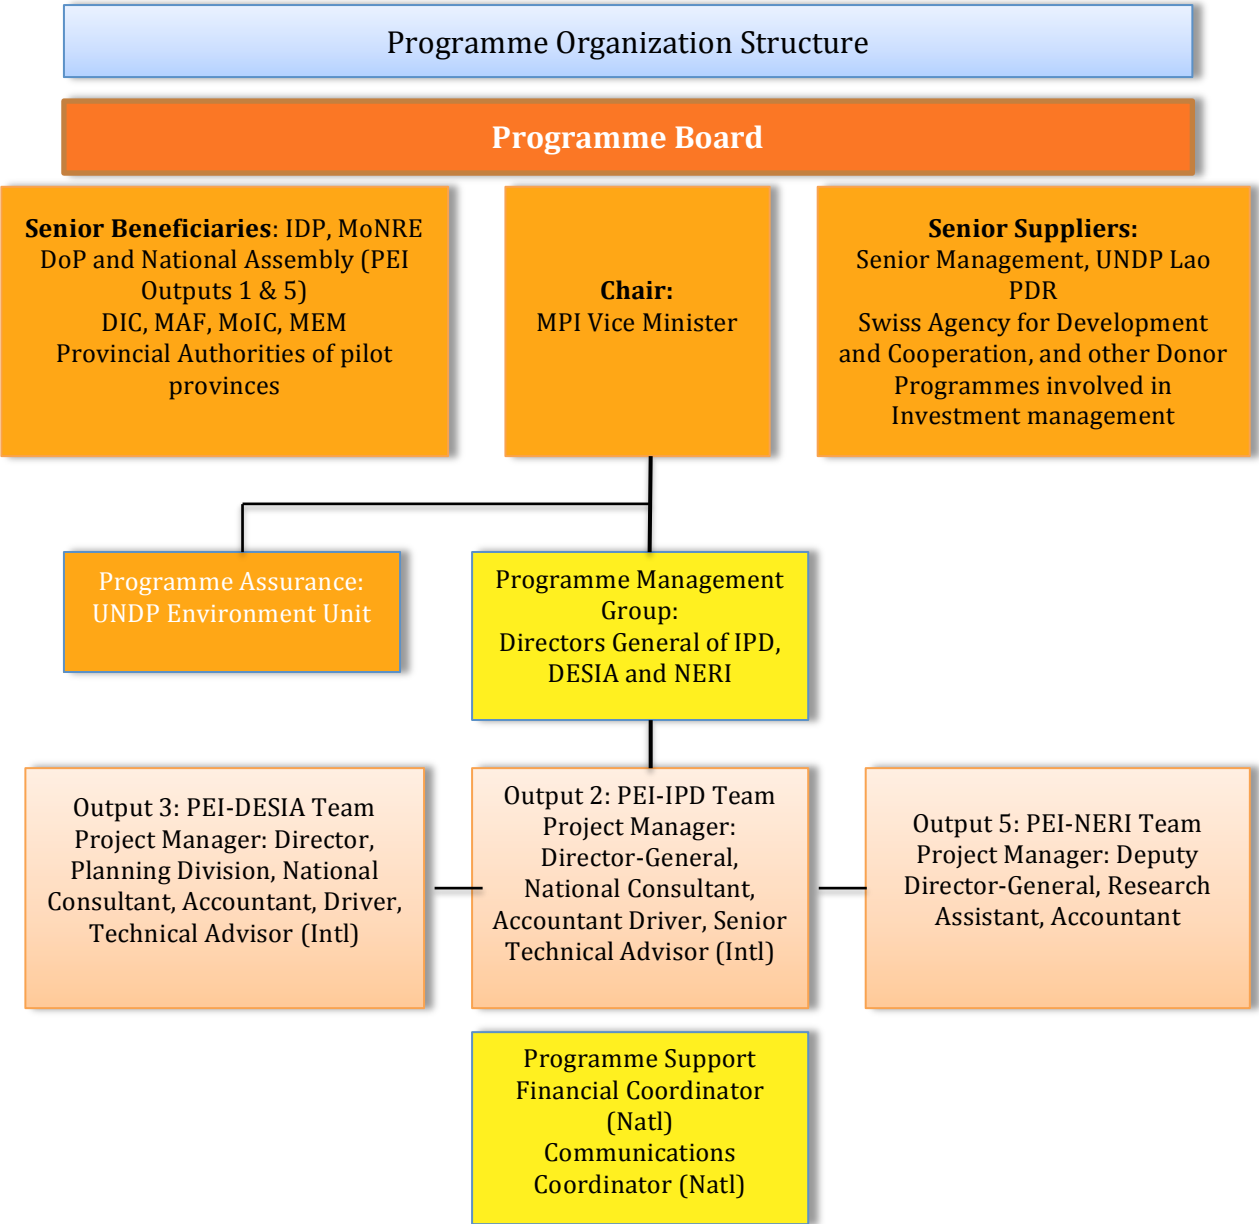 Programme Organization Structure
Programme Board
Senior Beneficiaries: IDP, MoNRE
DoP and National Assembly (PEI
Outputs 1 & 5)
DIC, MAF, MoIC, MEM
Provincial Authorities of pilot
provinces
Chair:
MPI Vice Minister
Senior Suppliers:
Senior Management, UNDP Lao
PDR
Swiss Agency for Development
and Cooperation, and other Donor
Programmes involved in
Investment management
Programme Assurance:
UNDP Environment Unit
Programme Management
Group:
Directors General of IPD,
DESIA and NERI
Output 3: PEI-DESIA Team
Project Manager: Director,
Planning Division, National
Consultant, Accountant, Driver,
Technical Advisor (Intl)
Output 2: PEI-IPD Team
Project Manager:
Director-General,
National Consultant,
Accountant Driver, Senior
Technical Advisor (Intl)
Output 5: PEI-NERI Team
Project Manager: Deputy
Director-General, Research
Assistant, Accountant
Programme Support
Financial Coordinator
(Natl)
Communications
Coordinator (Natl)